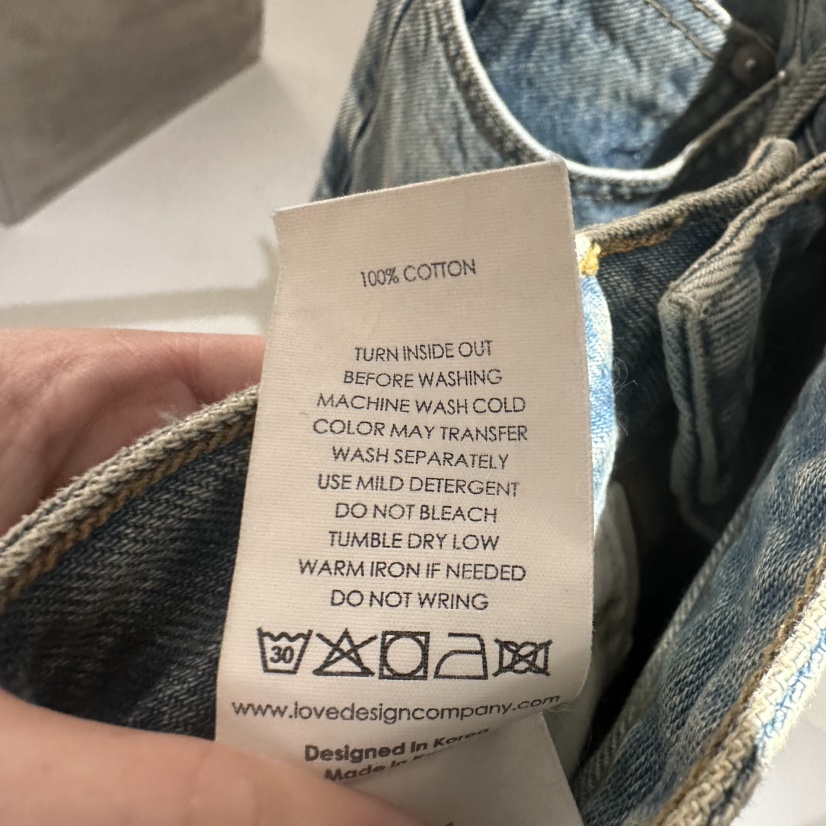 100% COTTON
TURN INSIDE OUT
BEFORE WASHING
MACHINE WASH COLD
COLOR MAY TRANSFER
WASH SEPARATELY
USE MILD DETERGENT
DO NOT BLEACH
TUMBLE DRY LOW
WARM IRON IF NEEDED
DO NOT WRING
30
www.lovedesigncompany.com
Designed In Korea
Made In